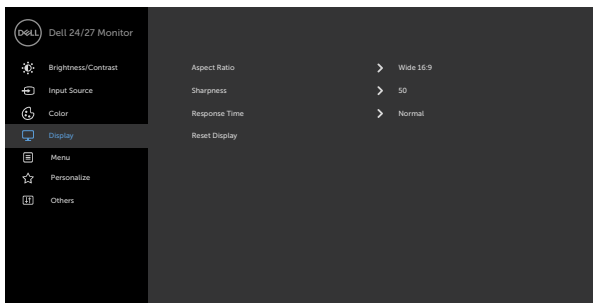 DELL Dell 24/27 Monitor
Brightness/Contrast Aspect Ratio Wide 16:9
Input Source Sharpness 50
Color Response Time Normal
Display Reset Display
Menu
Personalize
Others